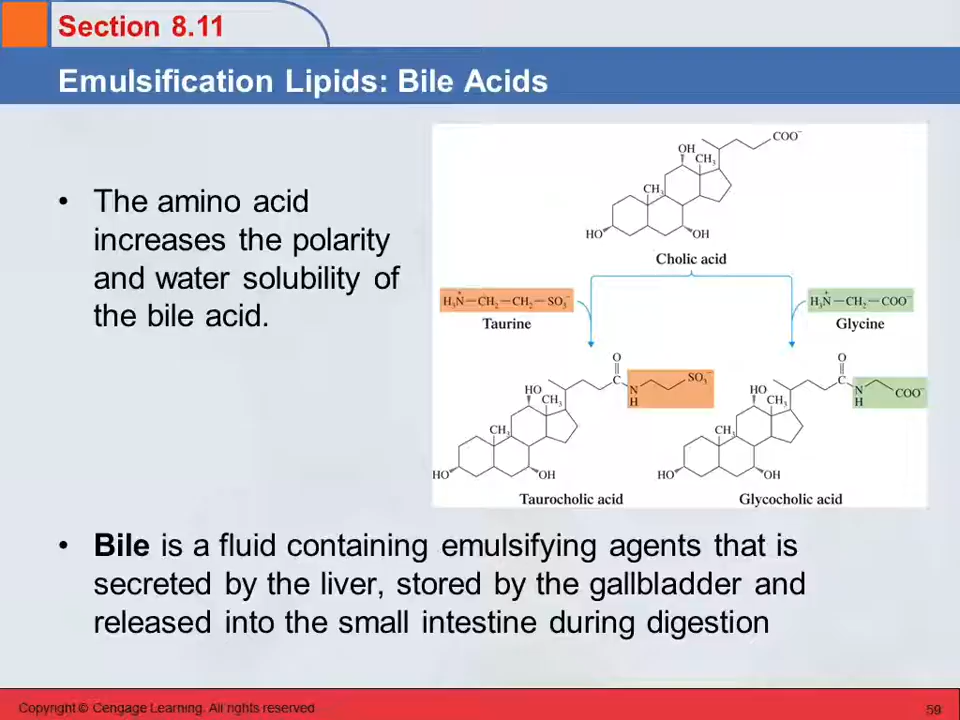 Section 8.11
Emulsification Lipids: Bile Acids
• The amino acid
increases the polarity
and water solubility of
the bile acid.
COO⁻
OH
CH₃
CH₃
HO
OH
Cholic acid
H₃N⁺—CH₂—CH₂—SO₃⁻
Taurine
H₃N⁺—CH₂—COO⁻
Glycine
O
C
N
H
SO₃⁻
HO
CH₃
CH₃
HO
OH
Taurocholic acid
O
C
N
H
COO⁻
HO
CH₃
CH₃
HO
OH
Glycocholic acid
• Bile is a fluid containing emulsifying agents that is
secreted by the liver, stored by the gallbladder and
released into the small intestine during digestion
Copyright © Cengage Learning. All rights reserved
59